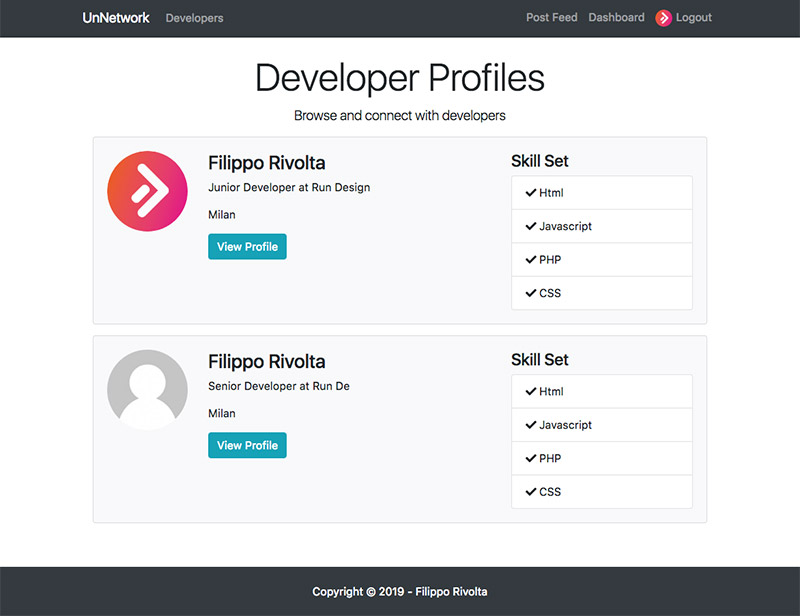 UnNetwork Developers Post Feed Dashboard Logout
Developer Profiles
Browse and connect with developers
Filippo Rivolta
Junior Developer at Run Design
Milan
View Profile
Skill Set
Html
Javascript
PHP
CSS
Filippo Rivolta
Senior Developer at Run De
Milan
View Profile
Skill Set
Html
Javascript
PHP
CSS
Copyright © 2019 - Filippo Rivolta